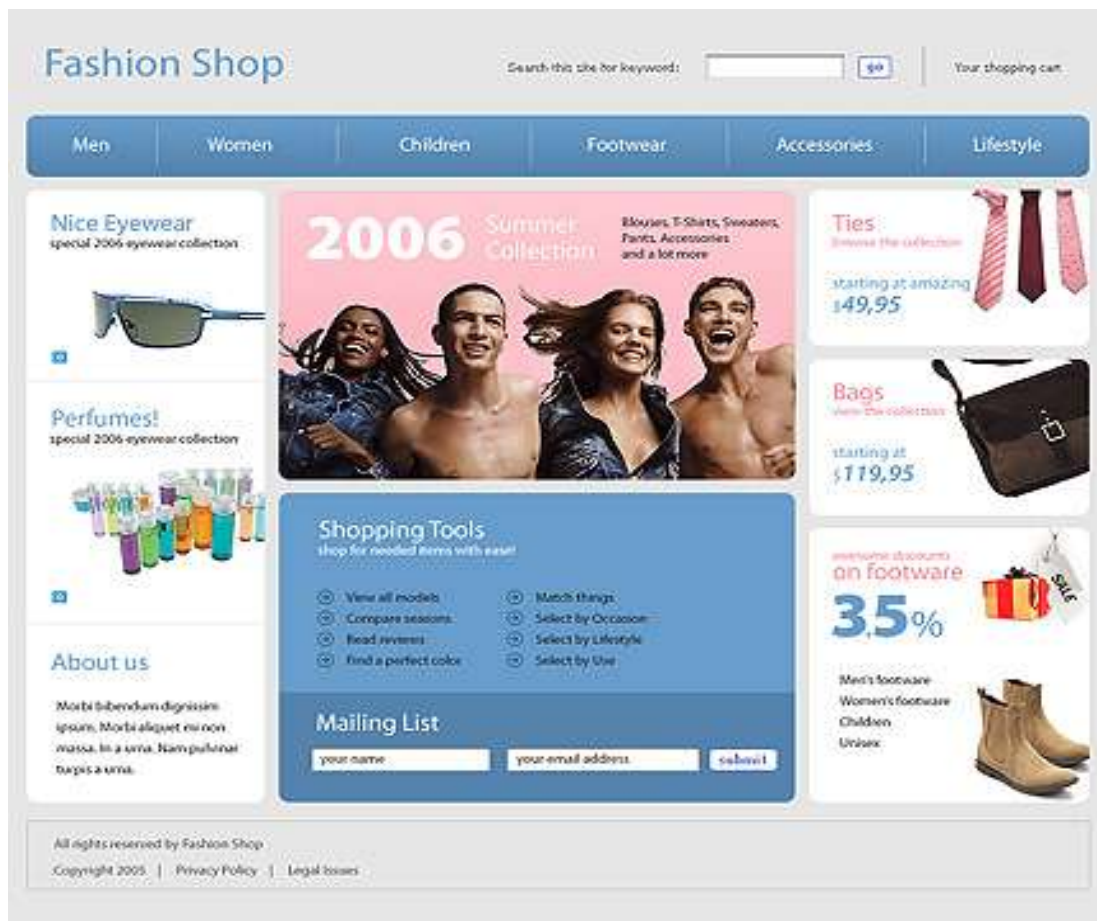 Fashion Shop
Search this site for keyword:
go
Your shopping cart
Men
Women
Children
Footwear
Accessories
Lifestyle
Nice Eyewear
special 2006 eyewear collection
Perfumes!
special 2006 eyewear collection
About us
Morbi bibendum dignissim
ipsum. Morbi aliquet mi non
massa. In a urna. Nam pulvinar
turpis a urna.
2006
Summer
Collection
Blouses, T-Shirts, Sweaters,
Pants, Accessories
and a lot more
Shopping Tools
shop for needed items with ease!
View all models
Compare seasons
Read reviews
Find a perfect color
Match things
Select by Occasion
Select by Lifestyle
Select by Use
Mailing List
your name
your email address
submit
Ties
browse the collection
starting at amazing
$49,95
Bags
view the collection
starting at
$119,95
awesome discounts
on footware
3,5%
SALE
Men's footware
Women's footware
Children
Unisex
All rights reserved by Fashion Shop
Copyright 2005 | Privacy Policy | Legal Issues